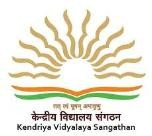 तत् त्वं पूषन् अपावृणु
केन्द्रीय विद्यालय संगठन
Kendriya Vidyalaya Sangathan